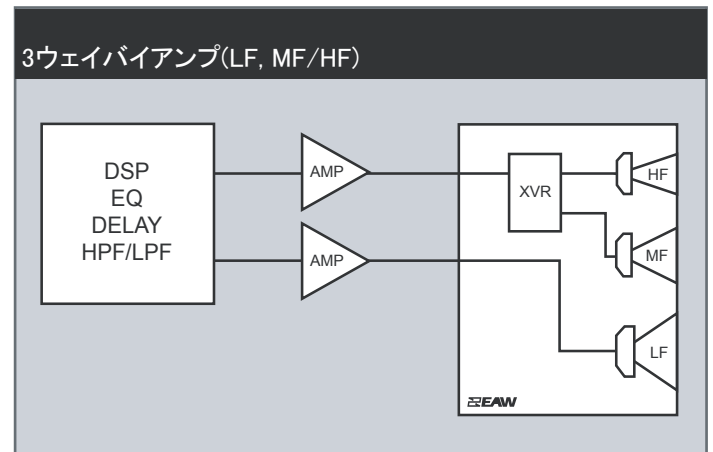 3ウェイバイアンプ(LF, MF/HF)
DSP
EQ
DELAY
HPF/LPF
AMP
AMP
XVR
HF
MF
LF
EAW